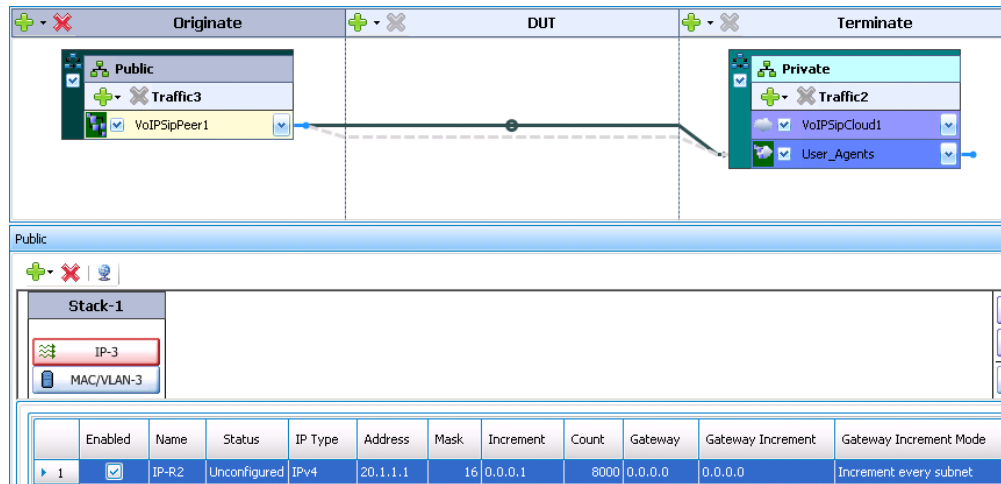 Originate DUT Terminate
Public Private
Traffic3 Traffic2
VoIPSipPeer1 VoIPSipCloud1
User_Agents
Public
Stack-1
IP-3
MAC/VLAN-3
Enabled Name Status IP Type Address Mask Increment Count Gateway Gateway Increment Gateway Increment Mode
1 IP-R2 Unconfigured IPv4 20.1.1.1 16 0.0.0.1 8000 0.0.0.0 0.0.0.0 Increment every subnet